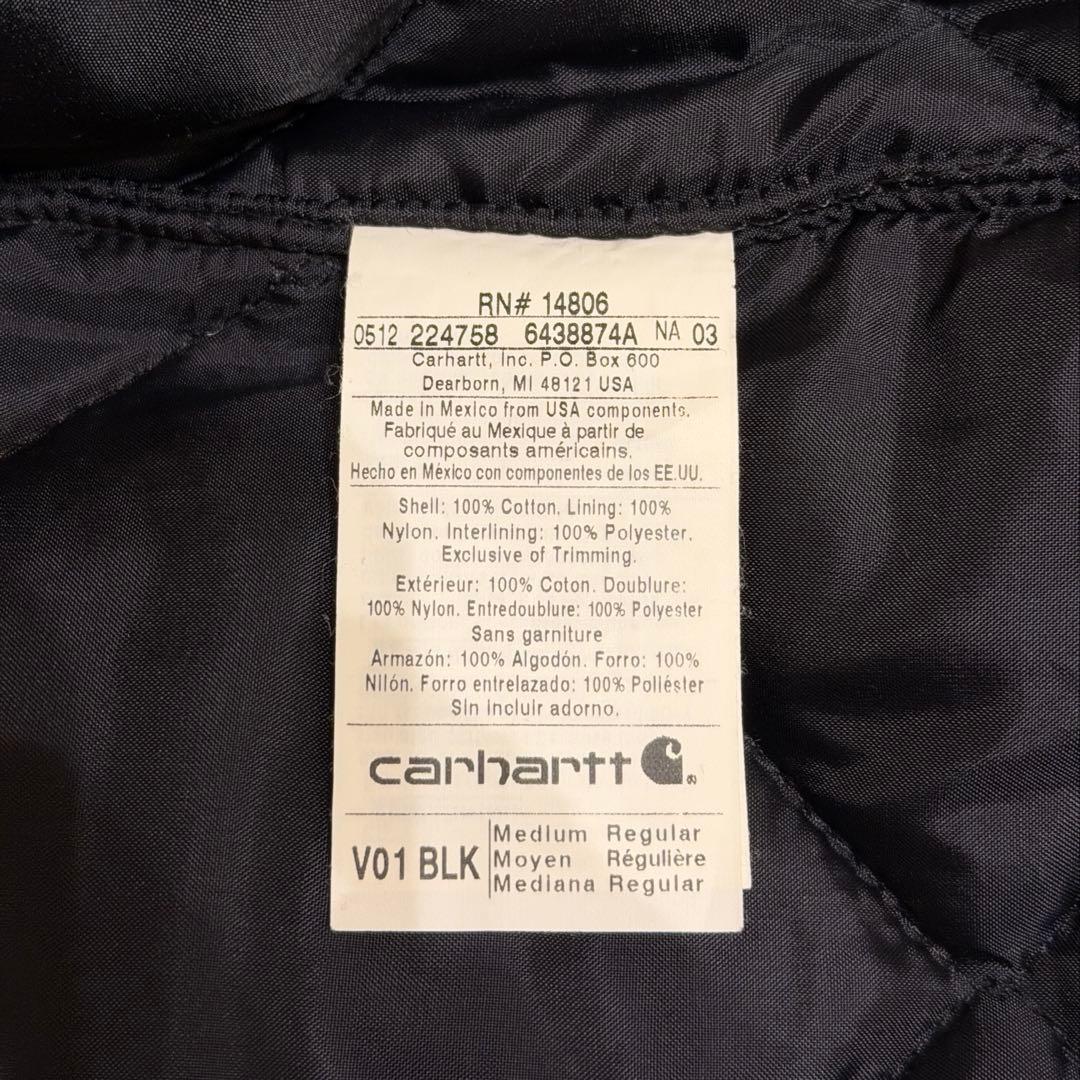 RN# 14806
0512 224758 6438874A NA 03
Carhartt, Inc. P.O. Box 600
Dearborn, MI 48121 USA
Made in Mexico from USA components.
Fabriqué au Mexique à partir de
composants américains.
Hecho en México con componentes de los EE.UU.
Shell: 100% Cotton. Lining: 100%
Nylon. Interlining: 100% Polyester.
Exclusive of Trimming.
Extérieur: 100% Coton. Doublure:
100% Nylon. Entredoublure: 100% Polyester
Sans garniture
Armazón: 100% Algodón. Forro: 100%
Nilón. Forro entrelazado: 100% Poliéster
Sin incluir adorno.
carhartt ®
V01 BLK
Medium Regular
Moyen Régulière
Mediana Regular